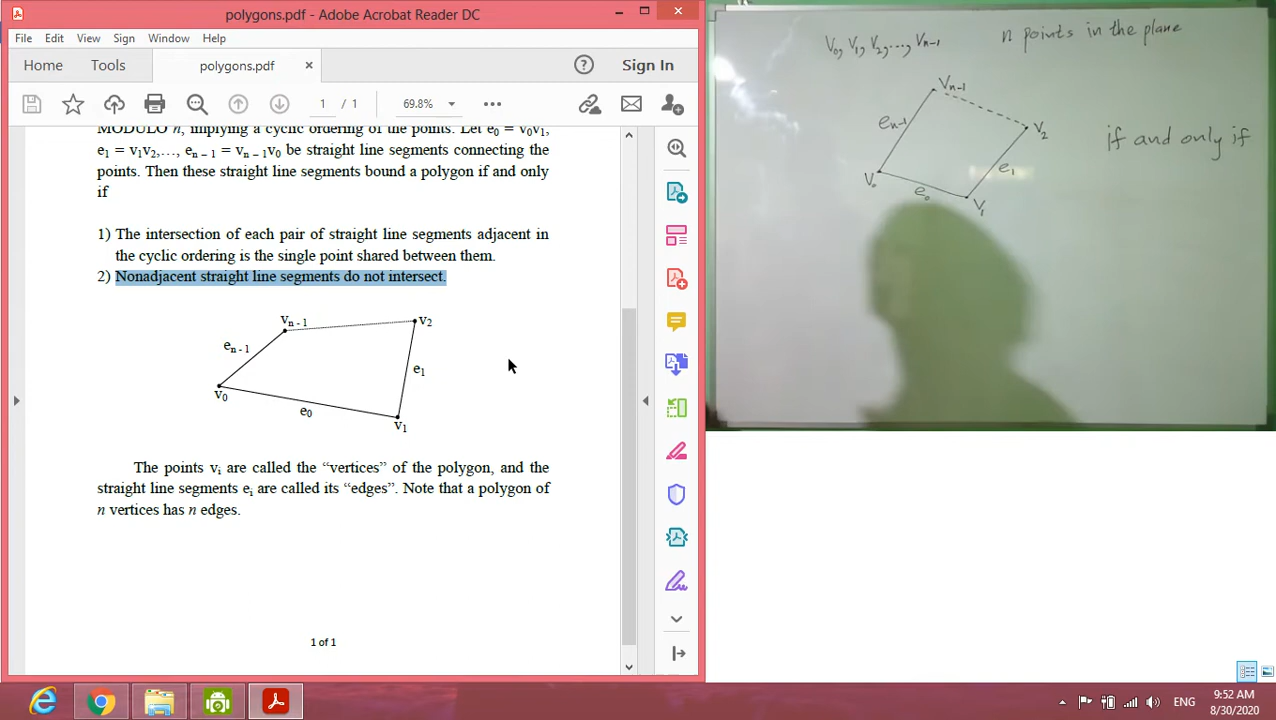 polygons.pdf - Adobe Acrobat Reader DC
File Edit View Sign Window Help
Home Tools polygons.pdf × Sign In
1 / 1 69.8%
MODULO n, implying a cyclic ordering of the points. Let e0 = v0v1,
e1 = v1v2,…, en – 1 = vn – 1v0 be straight line segments connecting the
points. Then these straight line segments bound a polygon if and only
if
1) The intersection of each pair of straight line segments adjacent in
the cyclic ordering is the single point shared between them.
2) Nonadjacent straight line segments do not intersect.
vn - 1
v2
en - 1
e1
v0
e0
v1
The points vi are called the “vertices” of the polygon, and the
straight line segments ei are called its “edges”. Note that a polygon of
n vertices has n edges.
1 of 1
V0, V1, V2, ..., Vn-1 n points in the plane
Vn-1
en-1
V2
if and only if
e1
V0
e0
V1
ENG
9:52 AM
8/30/2020